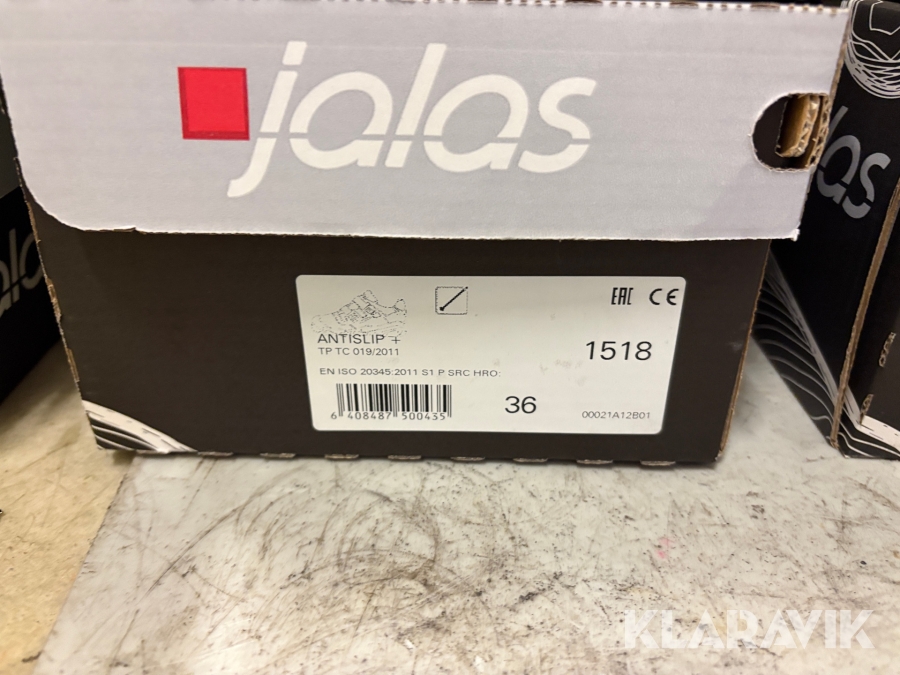 jalas
EAC CE
ANTISLIP +
TP TC 019/2011
1518
EN ISO 20345:2011 S1 P SRC HRO:
6 408487 500435
36
00021A12B01
alas
KLARAVIK